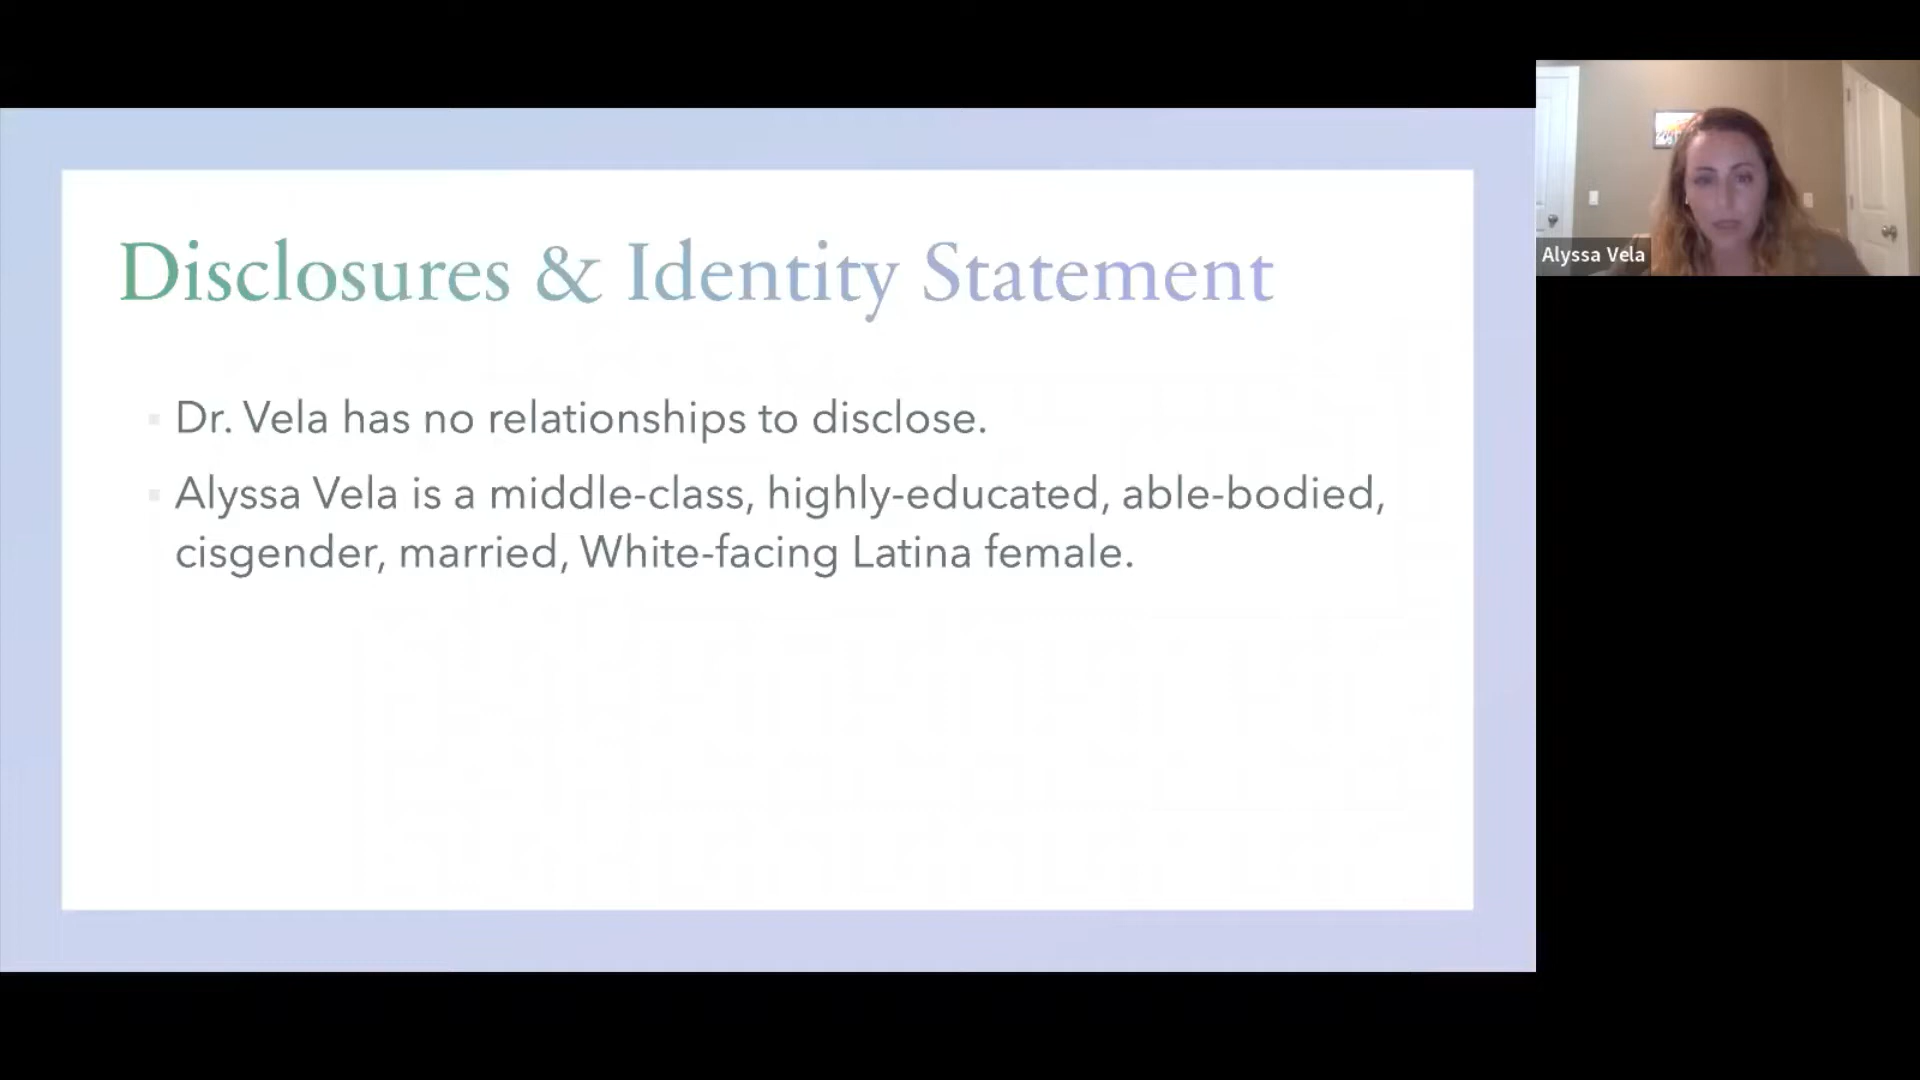 Disclosures & Identity Statement
Dr. Vela has no relationships to disclose.
Alyssa Vela is a middle-class, highly-educated, able-bodied,
cisgender, married, White-facing Latina female.
Alyssa Vela